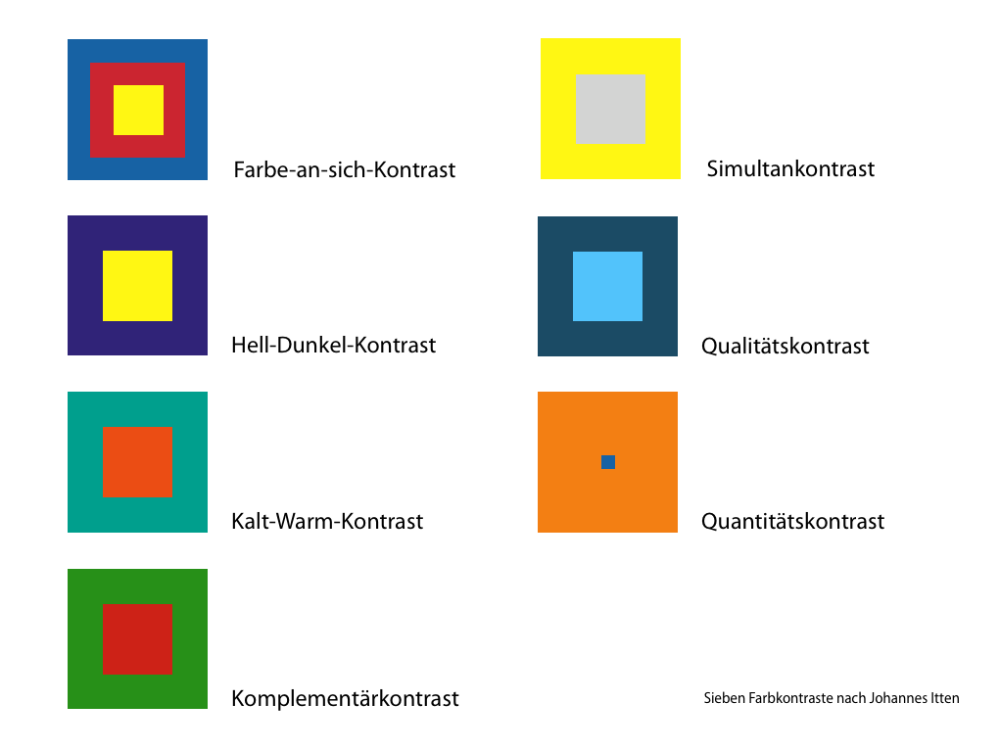 Farbe-an-sich-Kontrast
Hell-Dunkel-Kontrast
Kalt-Warm-Kontrast
Komplementärkontrast
Simultankontrast
Qualitätskontrast
Quantitätskontrast
Sieben Farbkontraste nach Johannes Itten